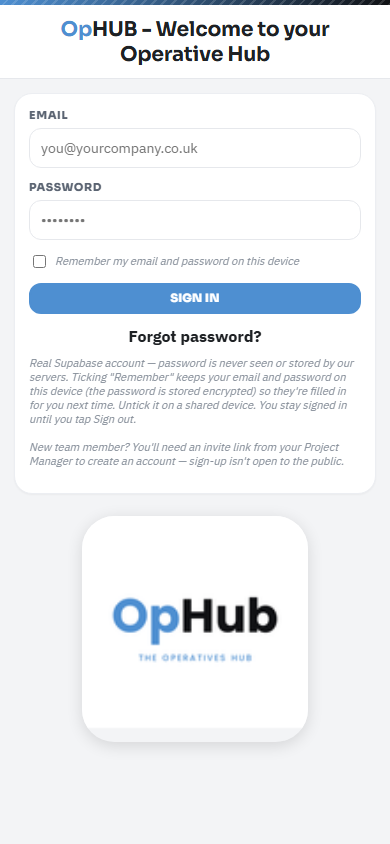 OpHUB - Welcome to your
Operative Hub
EMAIL
you@yourcompany.co.uk
PASSWORD
••••••••
Remember my email and password on this device
SIGN IN
Forgot password?
Real Supabase account — password is never seen or stored by our
servers. Ticking "Remember" keeps your email and password on
this device (the password is stored encrypted) so they're filled in
for you next time. Untick it on a shared device. You stay signed in
until you tap Sign out.
New team member? You'll need an invite link from your Project
Manager to create an account — sign-up isn't open to the public.
OpHub
THE OPERATIVES HUB